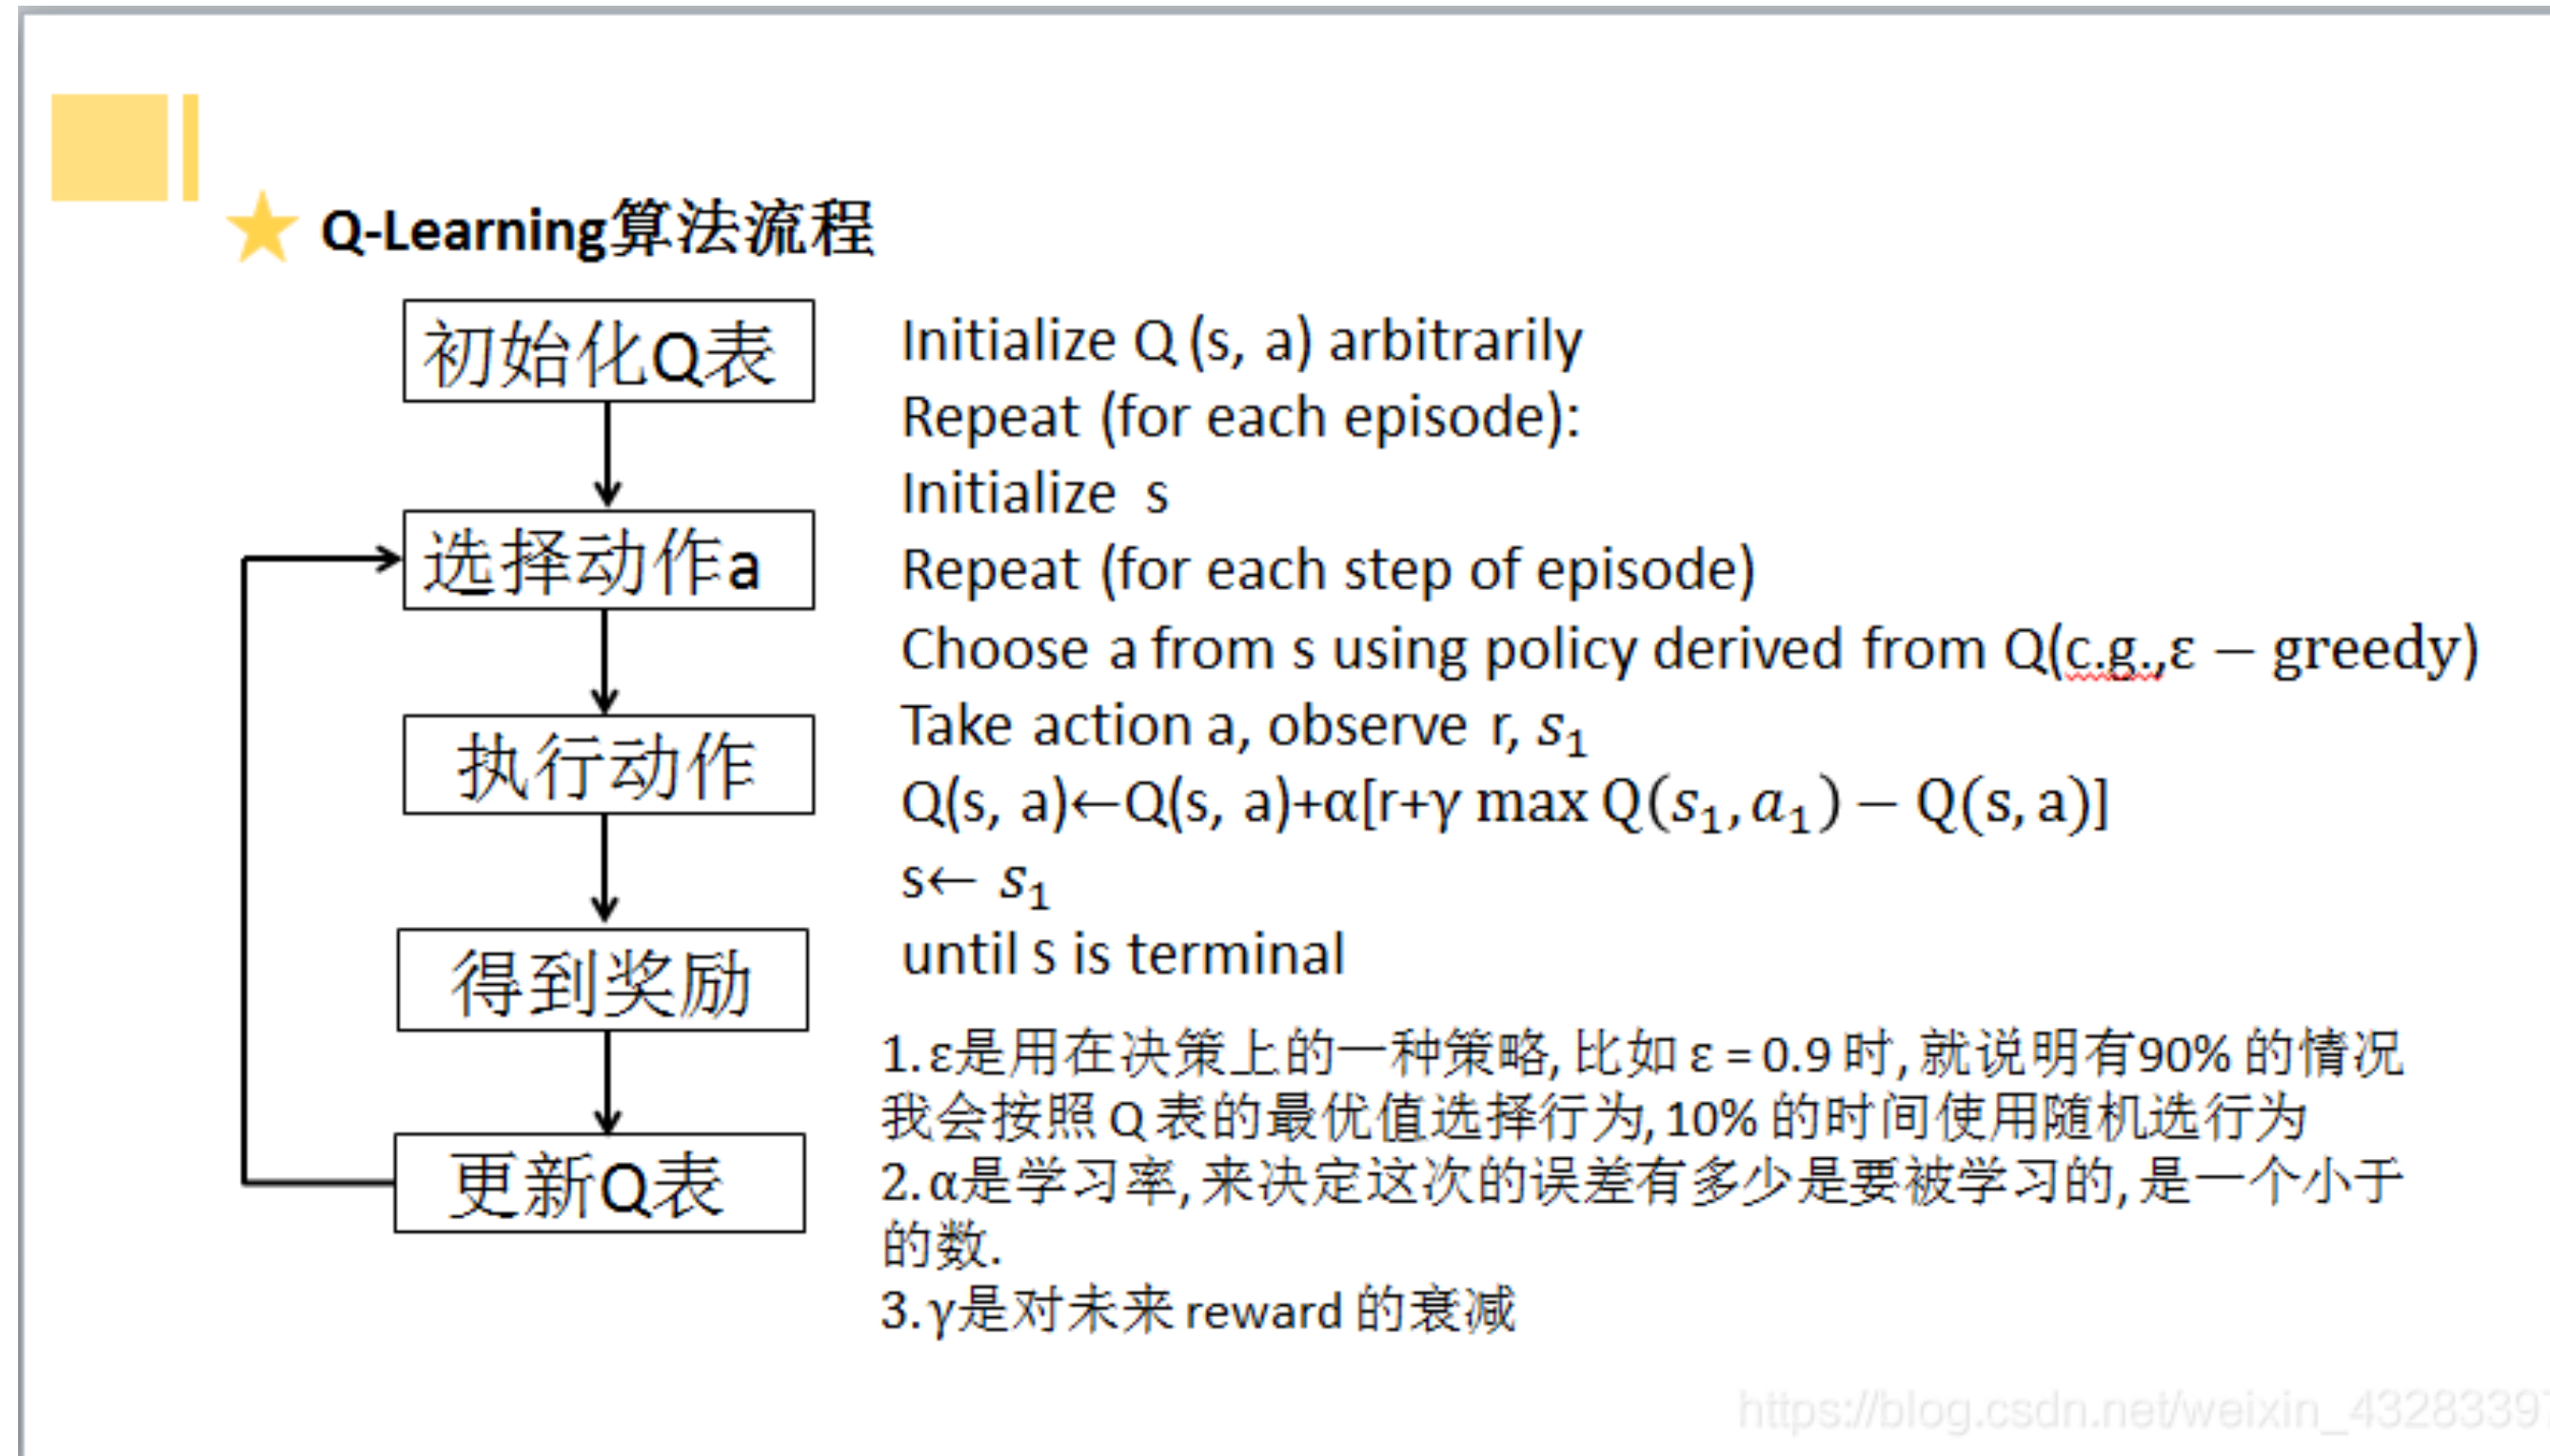 Q-Learning算法流程
初始化Q表
选择动作a
执行动作
得到奖励
更新Q表
Initialize Q (s, a) arbitrarily
Repeat (for each episode):
Initialize s
Repeat (for each step of episode)
Choose a from s using policy derived from Q(c.g.,ε − greedy)
Take action a, observe r, s₁
Q(s, a)←Q(s, a)+α[r+γ max Q(s₁, a₁) − Q(s, a)]
s← s₁
until S is terminal
1. ε是用在决策上的一种策略, 比如 ε = 0.9 时, 就说明有90% 的情况
我会按照 Q 表的最优值选择行为, 10% 的时间使用随机选行为
2. α是学习率, 来决定这次的误差有多少是要被学习的, 是一个小于
的数.
3. γ是对未来 reward 的衰减
https://blog.csdn.net/weixin_4328339